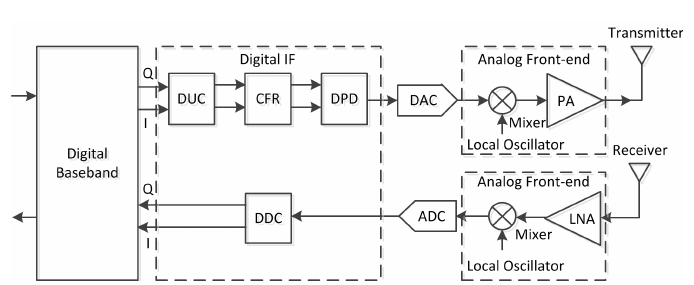 Transmitter
Digital IF
Analog Front-end
Q
DUC
CFR
DPD
DAC
PA
I
Mixer
Local Oscillator
Digital
Baseband
Receiver
Analog Front-end
Q
DDC
ADC
LNA
I
Mixer
Local Oscillator